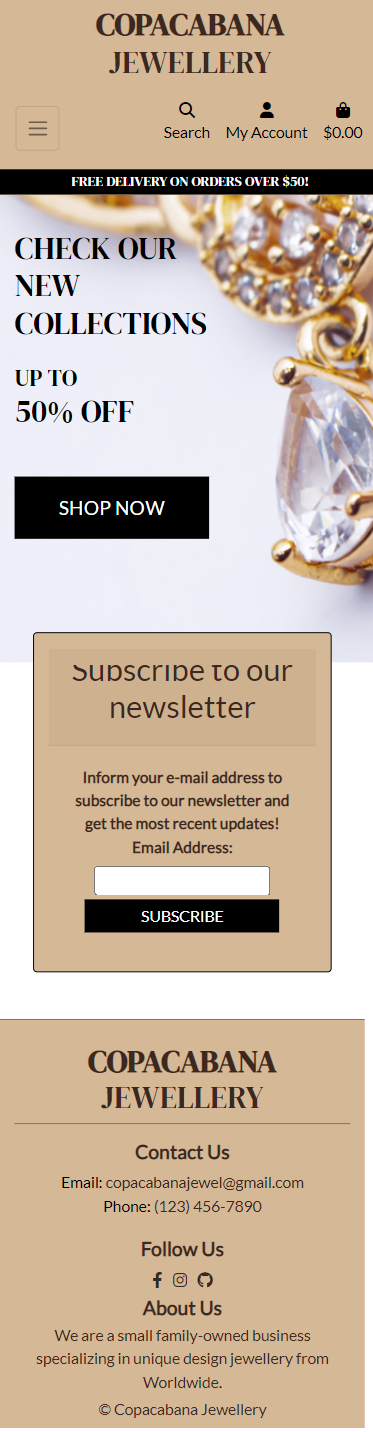 COPACABANA
JEWELLERY
Search
My Account
$0.00
FREE DELIVERY ON ORDERS OVER $50!
CHECK OUR
NEW
COLLECTIONS
UP TO
50% OFF
SHOP NOW
Subscribe to our
newsletter
Inform your e-mail address to
subscribe to our newsletter and
get the most recent updates!
Email Address:
SUBSCRIBE
COPACABANA
JEWELLERY
Contact Us
Email: copacabanajewel@gmail.com
Phone: (123) 456-7890
Follow Us
About Us
We are a small family-owned business
specializing in unique design jewellery from
Worldwide.
© Copacabana Jewellery